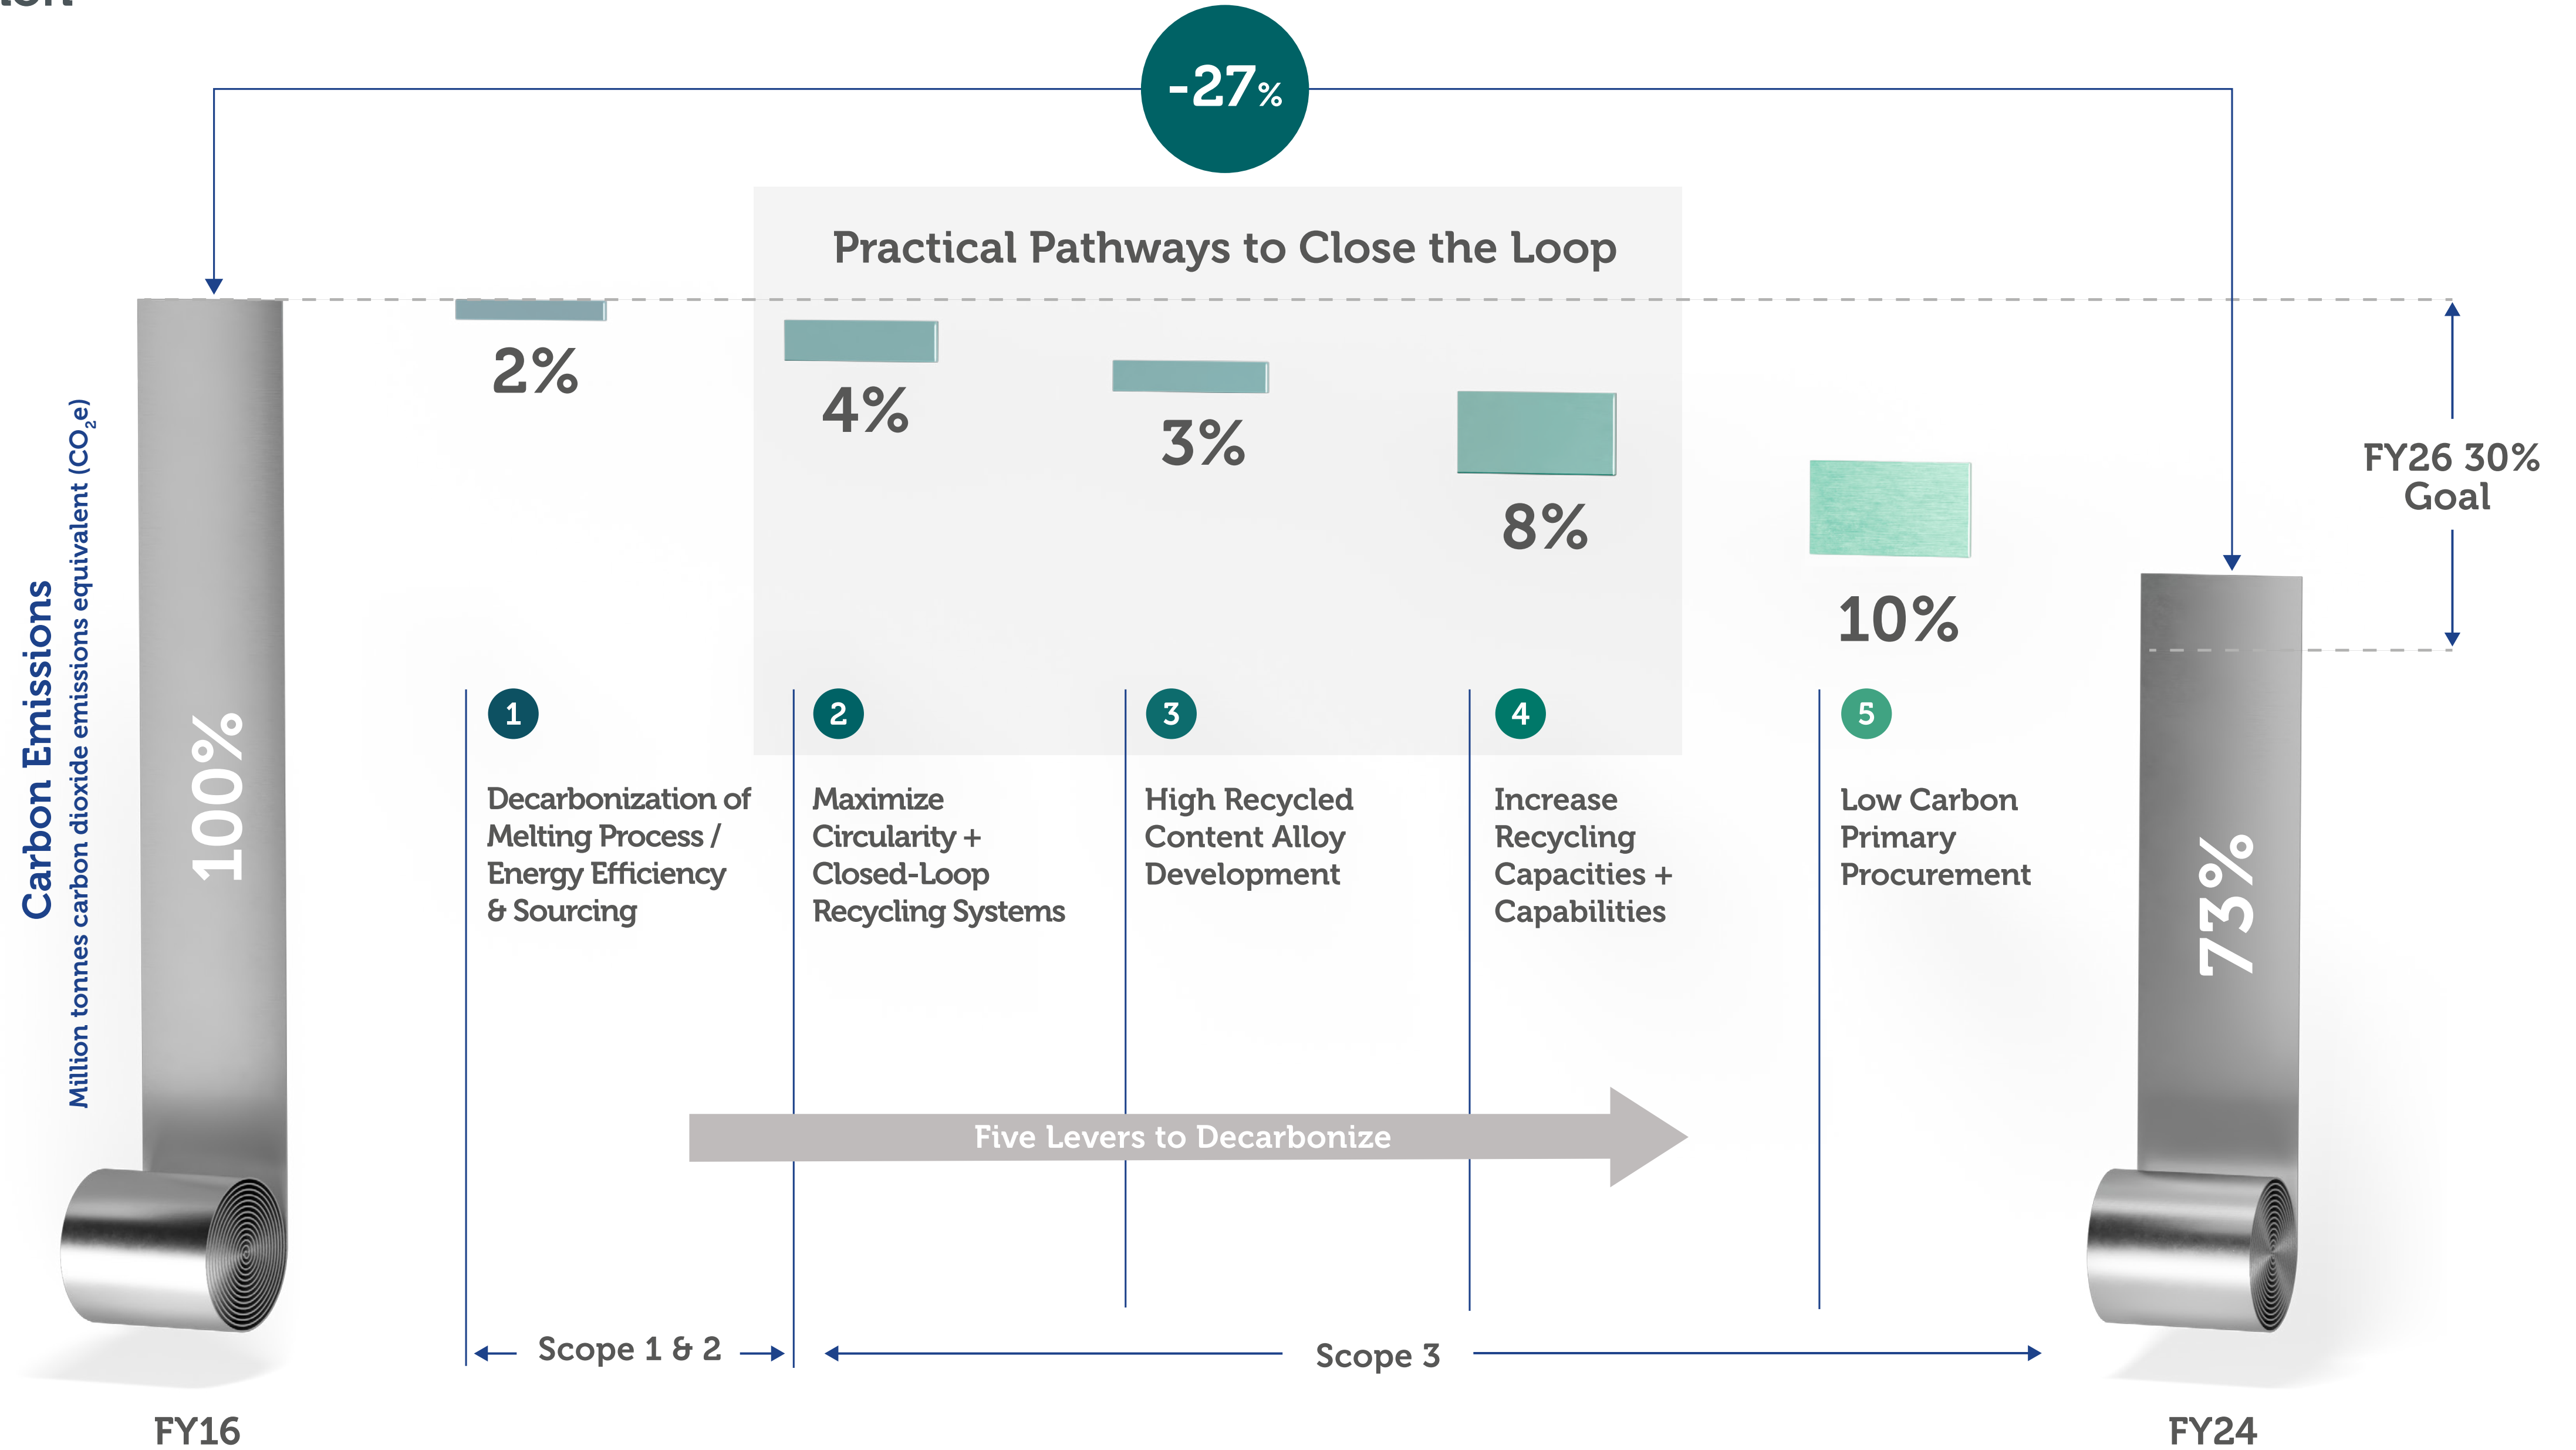 -27%
Practical Pathways to Close the Loop
2%
4%
3%
8%
10%
FY26 30%
Goal
Carbon Emissions
Million tonnes carbon dioxide emissions equivalent (CO₂e)
100%
73%
1
Decarbonization of
Melting Process /
Energy Efficiency
& Sourcing
2
Maximize
Circularity +
Closed-Loop
Recycling Systems
3
High Recycled
Content Alloy
Development
4
Increase
Recycling
Capacities +
Capabilities
5
Low Carbon
Primary
Procurement
Five Levers to Decarbonize
Scope 1 & 2
Scope 3
FY16
FY24